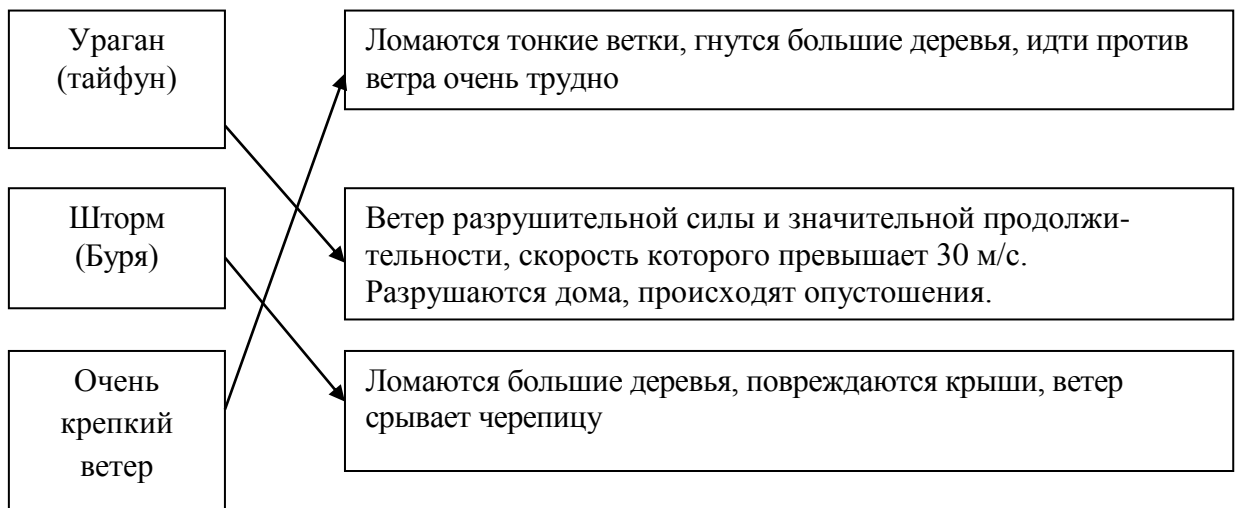 Ураган
(тайфун)
Ломаются тонкие ветки, гнутся большие деревья, идти против
ветра очень трудно
Шторм
(Буря)
Ветер разрушительной силы и значительной продолжи-
тельности, скорость которого превышает 30 м/с.
Разрушаются дома, происходят опустошения.
Очень
крепкий
ветер
Ломаются большие деревья, повреждаются крыши, ветер
срывает черепицу